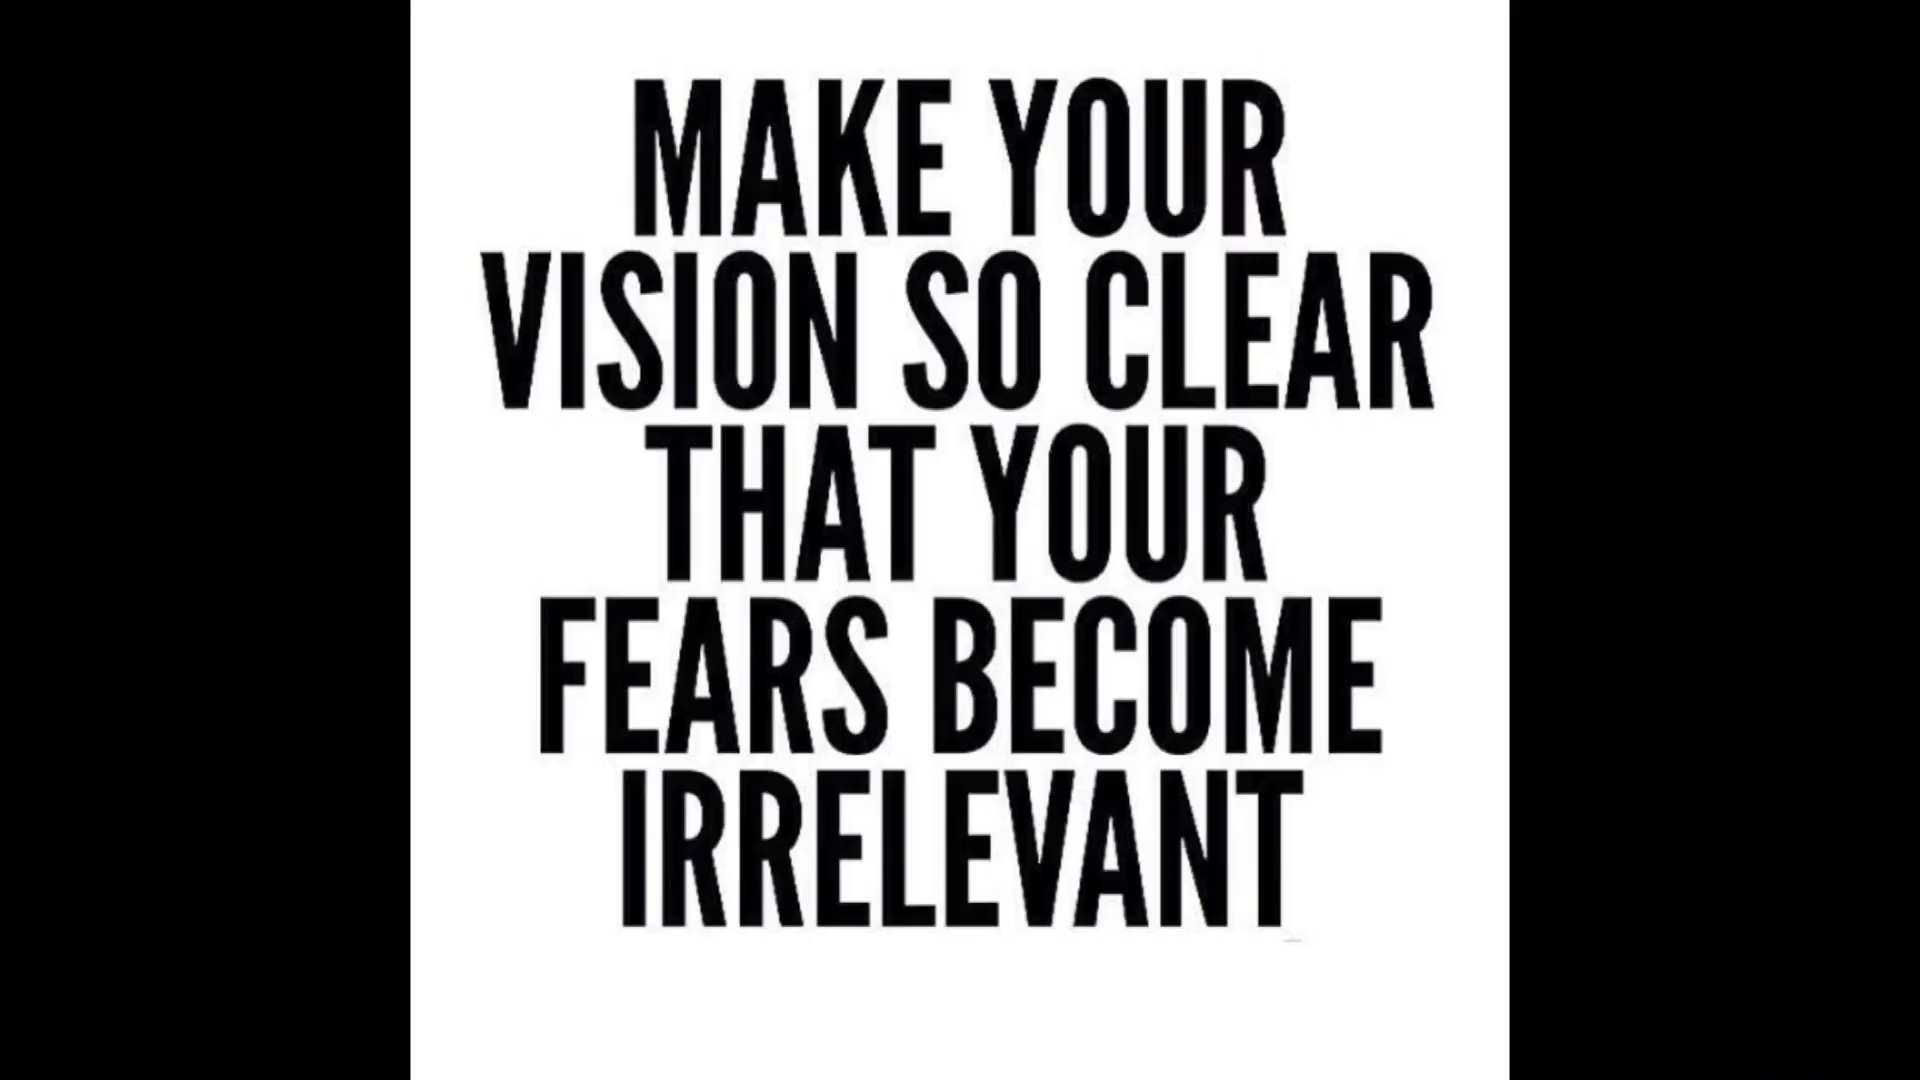 MAKE YOUR
VISION SO CLEAR
THAT YOUR
FEARS BECOME
IRRELEVANT